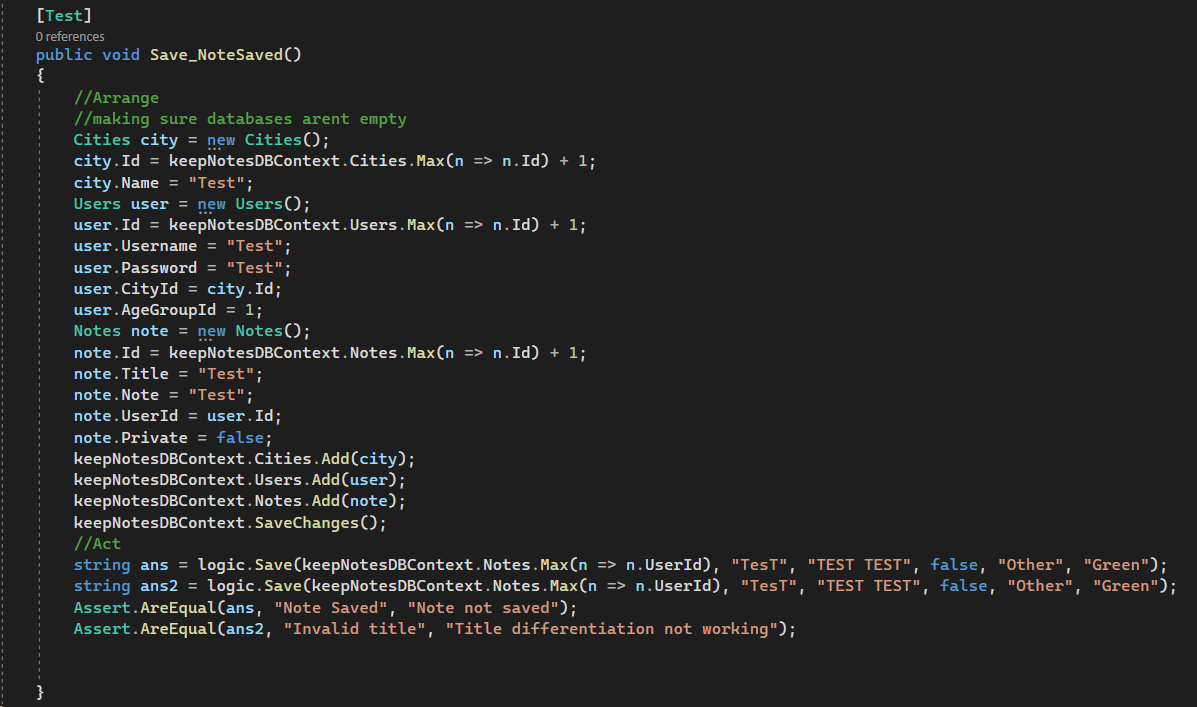 [Test]
0 references
public void Save_NoteSaved()
{
//Arrange
//making sure databases arent empty
Cities city = new Cities();
city.Id = keepNotesDBContext.Cities.Max(n => n.Id) + 1;
city.Name = "Test";
Users user = new Users();
user.Id = keepNotesDBContext.Users.Max(n => n.Id) + 1;
user.Username = "Test";
user.Password = "Test";
user.CityId = city.Id;
user.AgeGroupId = 1;
Notes note = new Notes();
note.Id = keepNotesDBContext.Notes.Max(n => n.Id) + 1;
note.Title = "Test";
note.Note = "Test";
note.UserId = user.Id;
note.Private = false;
keepNotesDBContext.Cities.Add(city);
keepNotesDBContext.Users.Add(user);
keepNotesDBContext.Notes.Add(note);
keepNotesDBContext.SaveChanges();
//Act
string ans = logic.Save(keepNotesDBContext.Notes.Max(n => n.UserId), "TesT", "TEST TEST", false, "Other", "Green");
string ans2 = logic.Save(keepNotesDBContext.Notes.Max(n => n.UserId), "TesT", "TEST TEST", false, "Other", "Green");
Assert.AreEqual(ans, "Note Saved", "Note not saved");
Assert.AreEqual(ans2, "Invalid title", "Title differentiation not working");
}